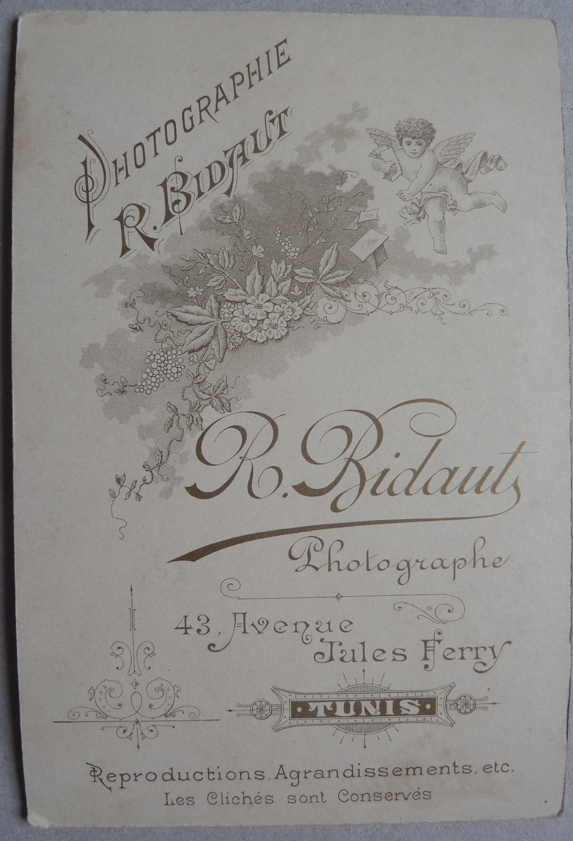 PHOTOGRAPHIE
R. BIDAUT
R. Bidaut
Photographe
43, Avenue
Jules Ferry
TUNIS
Reproductions, Agrandissements, etc.
Les Clichés sont Conservés